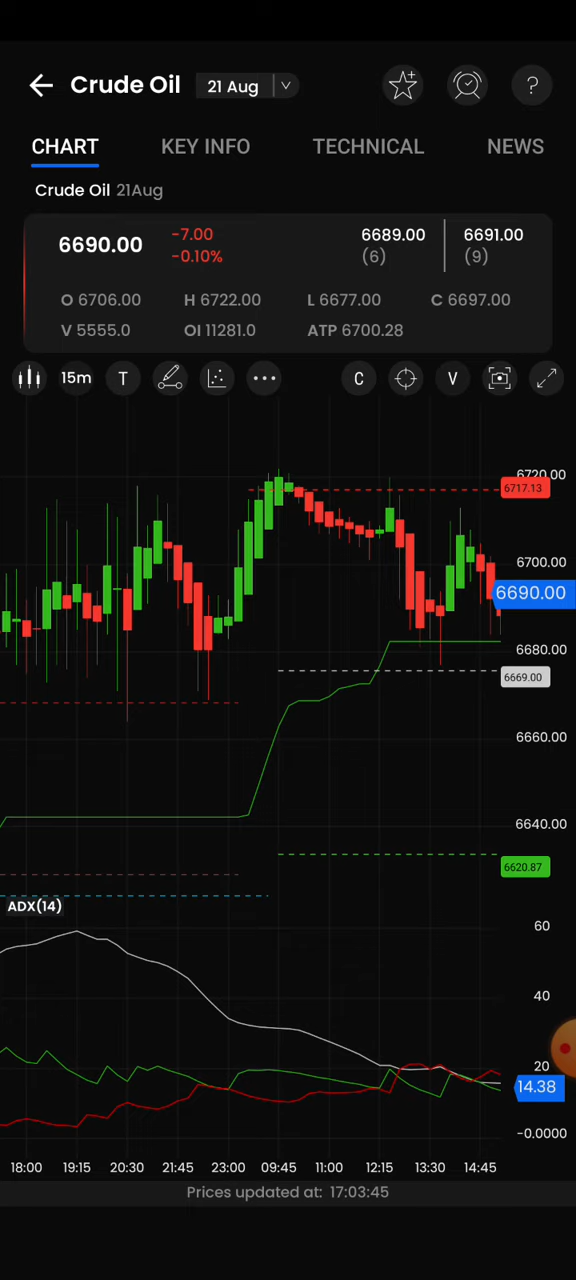 Crude Oil 21 Aug
?
CHART KEY INFO TECHNICAL NEWS
Crude Oil 21Aug
6690.00 -7.00 6689.00 6691.00
-0.10% (6) (9)
O 6706.00 H 6722.00 L 6677.00 C 6697.00
V 5555.0 OI 11281.0 ATP 6700.28
15m T C V
6720.00
6717.13
6700.00
6690.00
6680.00
6669.00
6660.00
6640.00
6620.87
ADX(14)
60
40
20
14.38
-0.0000
18:00 19:15 20:30 21:45 23:00 09:45 11:00 12:15 13:30 14:45
Prices updated at: 17:03:45